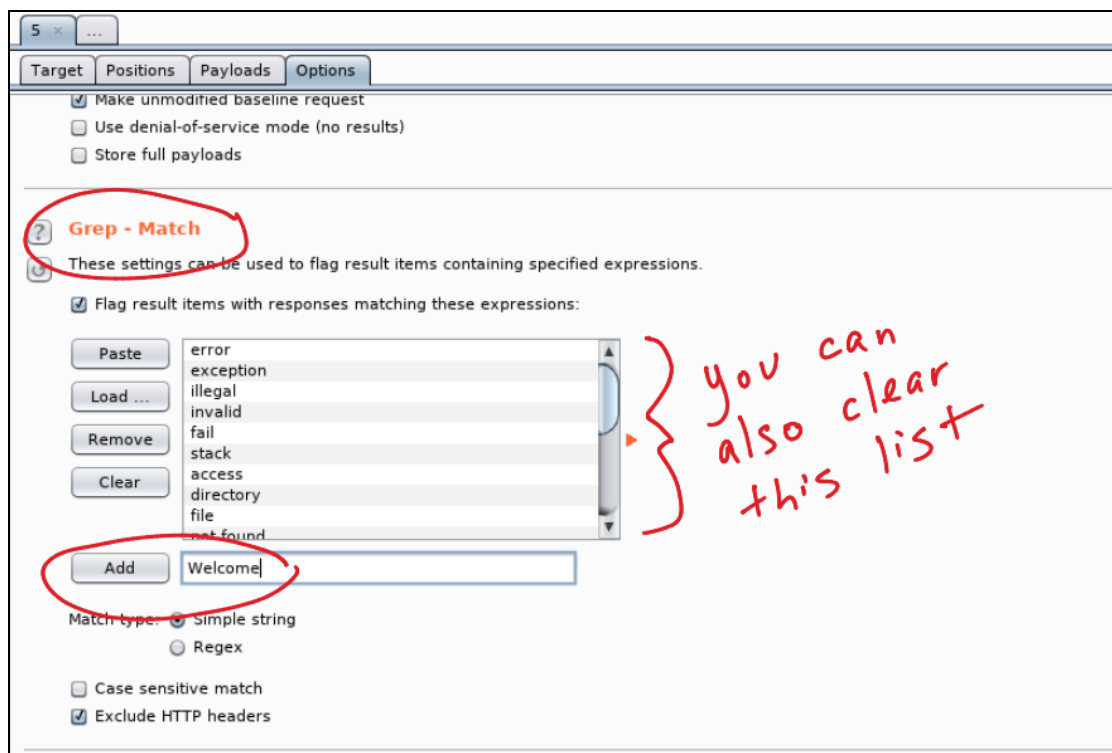 5 × ...
Target Positions Payloads Options
Make unmodified baseline request
Use denial-of-service mode (no results)
Store full payloads
? Grep - Match
These settings can be used to flag result items containing specified expressions.
Flag result items with responses matching these expressions:
Paste
Load ...
Remove
Clear
error
exception
illegal
invalid
fail
stack
access
directory
file
not found
you can
also clear
this list
Add Welcome
Match type: Simple string
Regex
Case sensitive match
Exclude HTTP headers